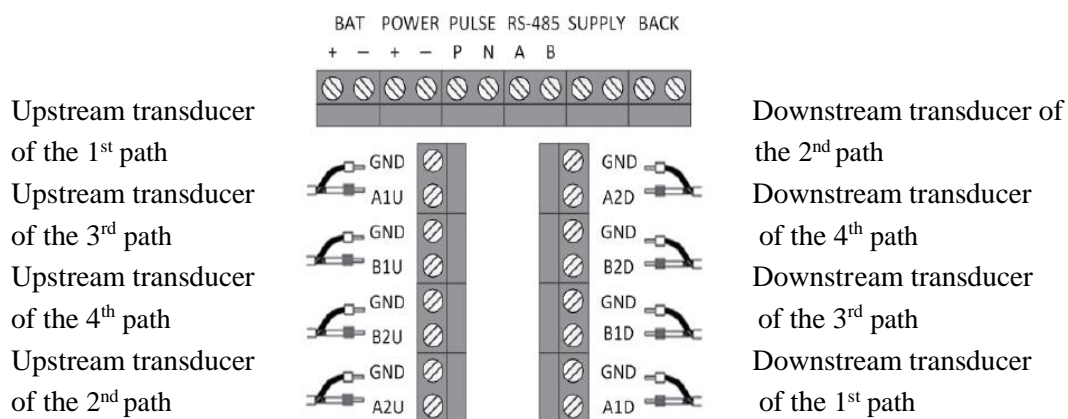 BAT POWER PULSE RS-485 SUPPLY BACK
+ − + − P N A B
Upstream transducer
of the 1st path
Upstream transducer
of the 3rd path
Upstream transducer
of the 4th path
Upstream transducer
of the 2nd path
GND
A1U
GND
B1U
GND
B2U
GND
A2U
GND
A2D
GND
B2D
GND
B1D
GND
A1D
Downstream transducer of
the 2nd path
Downstream transducer
of the 4th path
Downstream transducer
of the 3rd path
Downstream transducer
of the 1st path